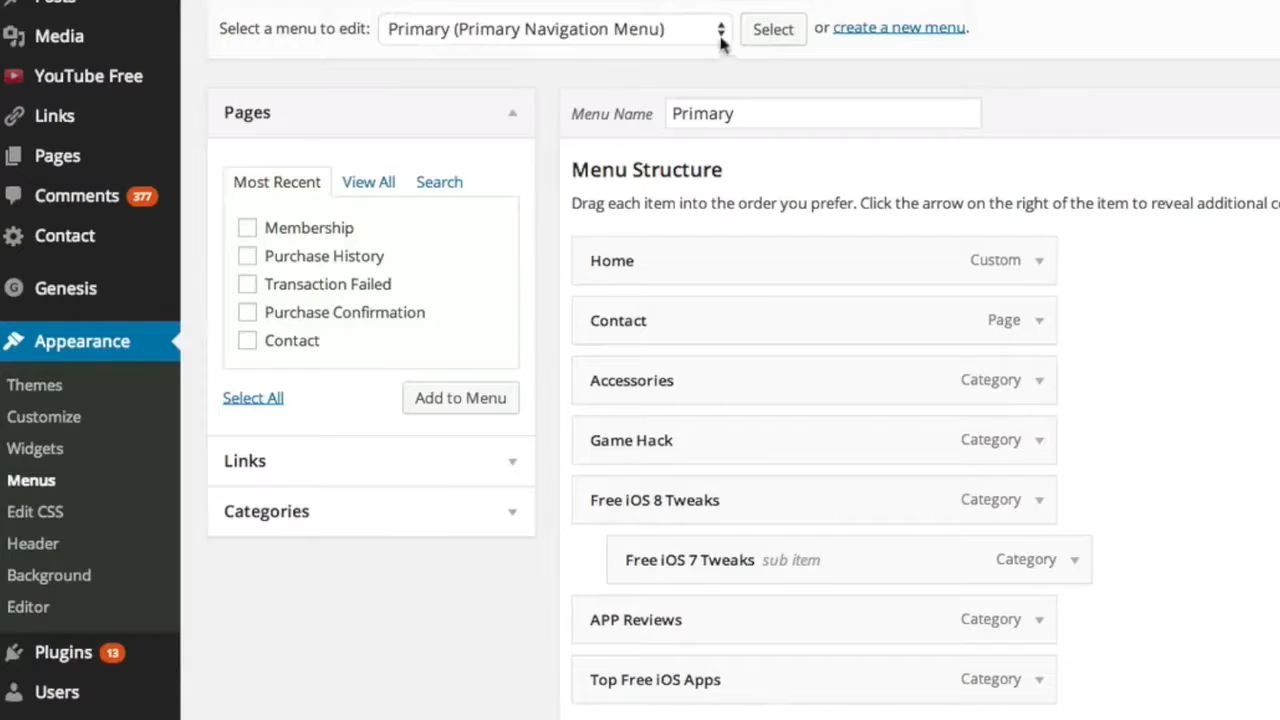 Posts
Media
YouTube Free
Links
Pages
Comments 377
Contact
Genesis
Appearance
Themes
Customize
Widgets
Menus
Edit CSS
Header
Background
Editor
Plugins 13
Users
Select a menu to edit: Primary (Primary Navigation Menu) Select or create a new menu.
Pages
Most Recent View All Search
Membership
Purchase History
Transaction Failed
Purchase Confirmation
Contact
Select All Add to Menu
Links
Categories
Menu Name Primary
Menu Structure
Drag each item into the order you prefer. Click the arrow on the right of the item to reveal additional
Home Custom
Contact Page
Accessories Category
Game Hack Category
Free iOS 8 Tweaks Category
Free iOS 7 Tweaks sub item Category
APP Reviews Category
Top Free iOS Apps Category